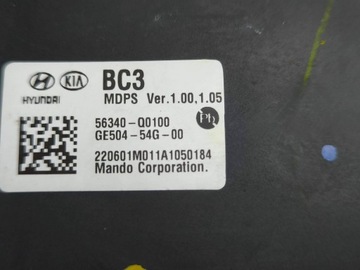 BC3
HYUNDAI KIA
MDPS Ver.1.00,1.05
56340-Q0100
GE504-54G-00
220601M011A1050184
Mando Corporation.